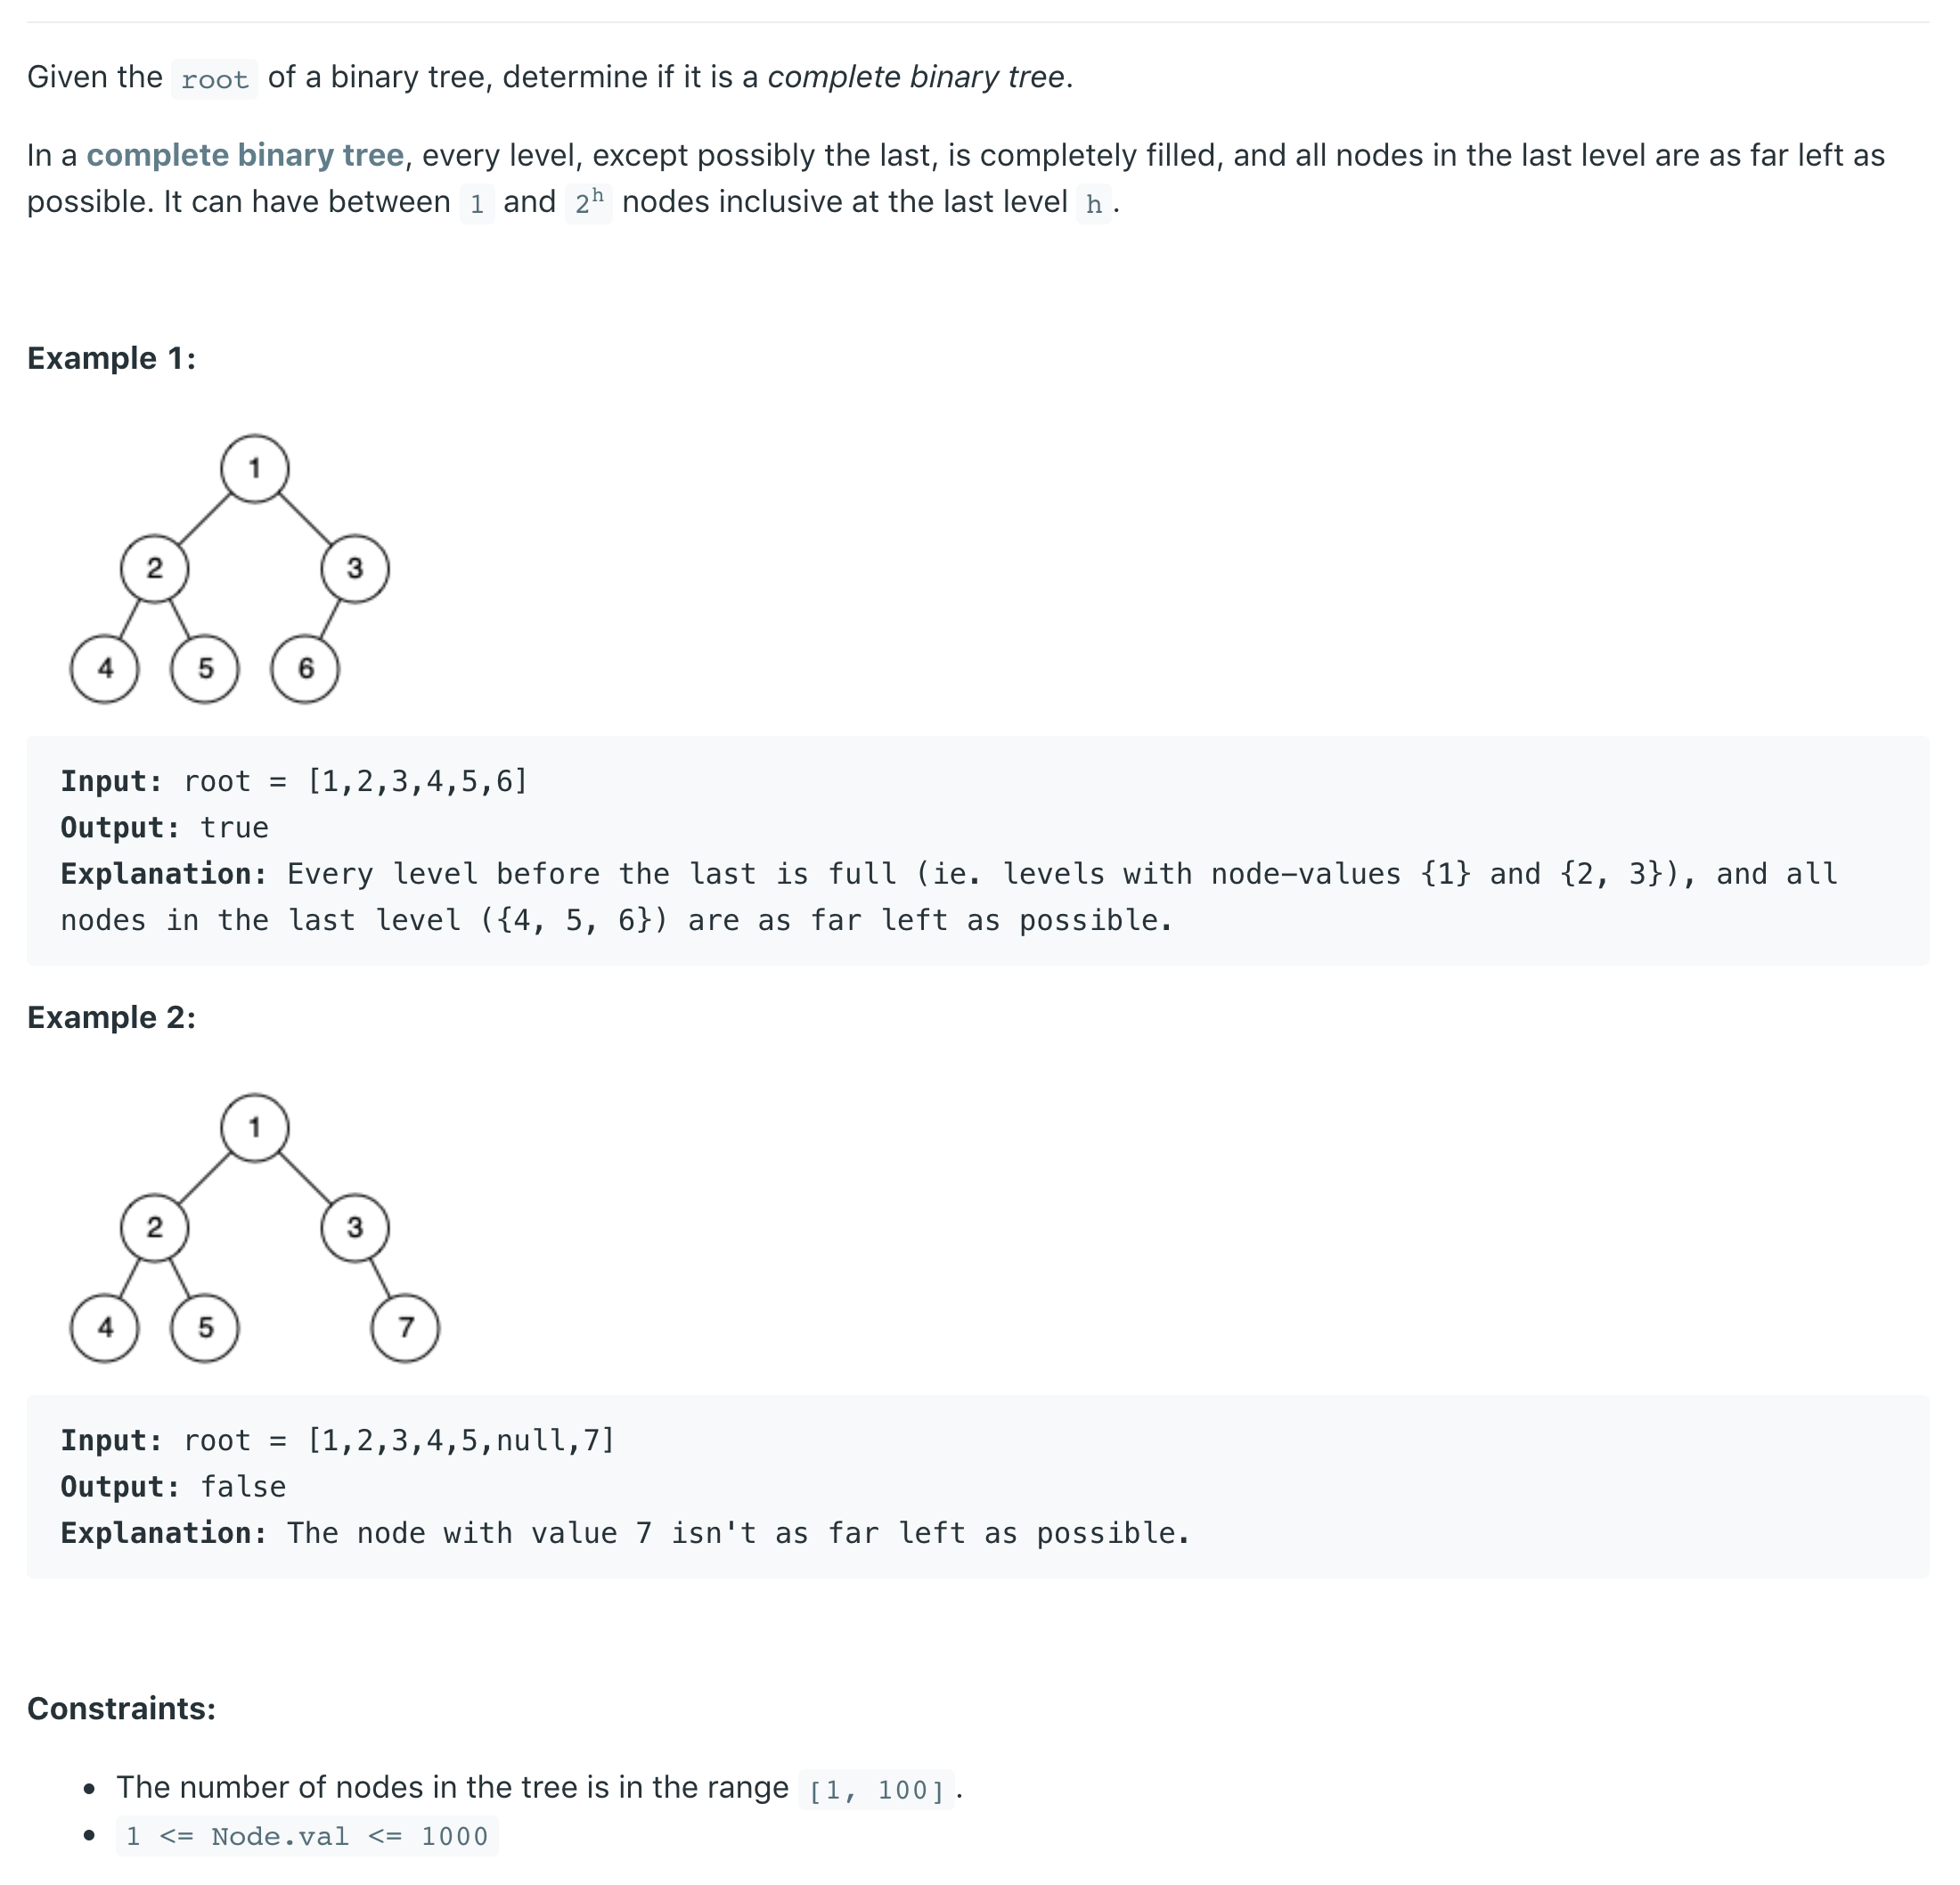 Given the root of a binary tree, determine if it is a complete binary tree.
In a complete binary tree, every level, except possibly the last, is completely filled, and all nodes in the last level are as far left as
possible. It can have between 1 and 2^h nodes inclusive at the last level h.
Example 1:
1
2 3
4 5 6
Input: root = [1,2,3,4,5,6]
Output: true
Explanation: Every level before the last is full (ie. levels with node-values {1} and {2, 3}), and all
nodes in the last level ({4, 5, 6}) are as far left as possible.
Example 2:
1
2 3
4 5 7
Input: root = [1,2,3,4,5,null,7]
Output: false
Explanation: The node with value 7 isn't as far left as possible.
Constraints:
• The number of nodes in the tree is in the range [1, 100].
• 1 <= Node.val <= 1000